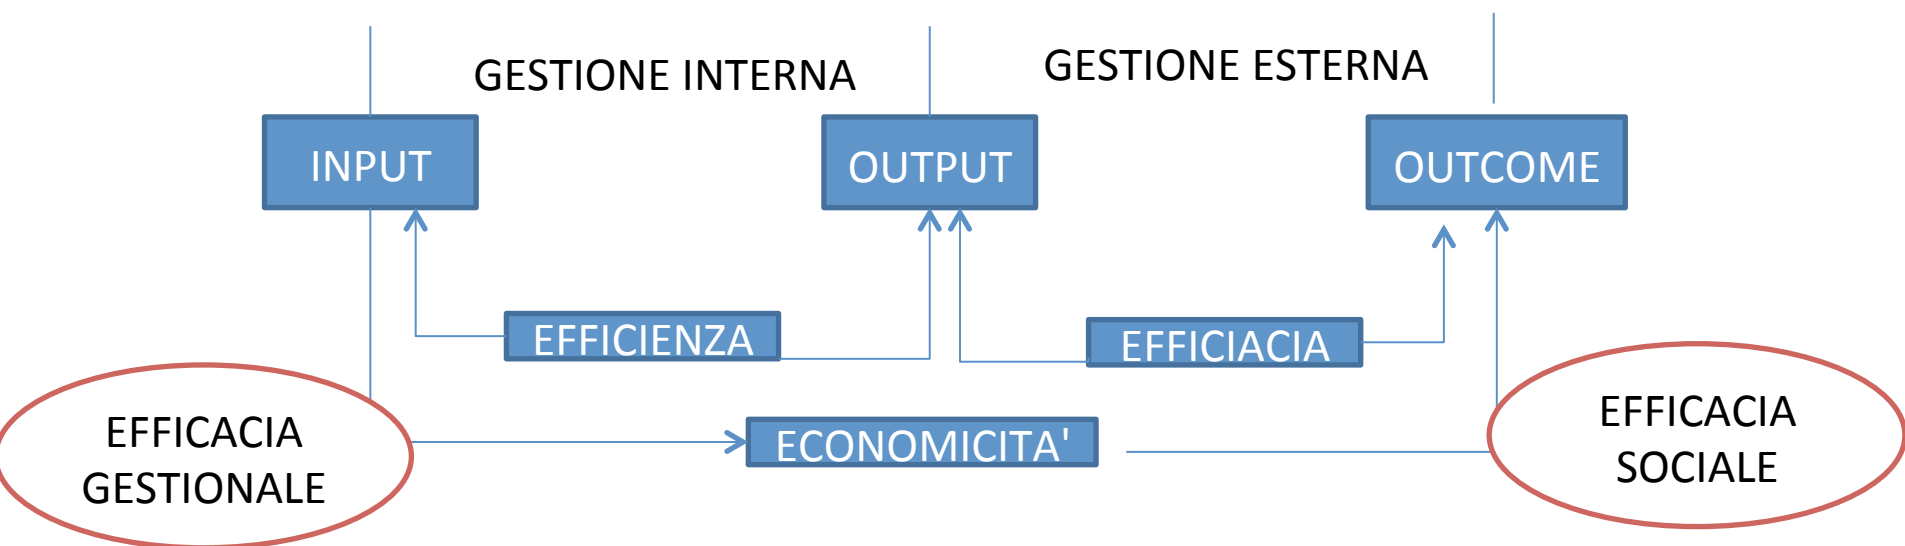 GESTIONE INTERNA
GESTIONE ESTERNA
INPUT
OUTPUT
OUTCOME
EFFICIENZA
EFFICIACIA
EFFICACIA
GESTIONALE
ECONOMICITA'
EFFICACIA
SOCIALE